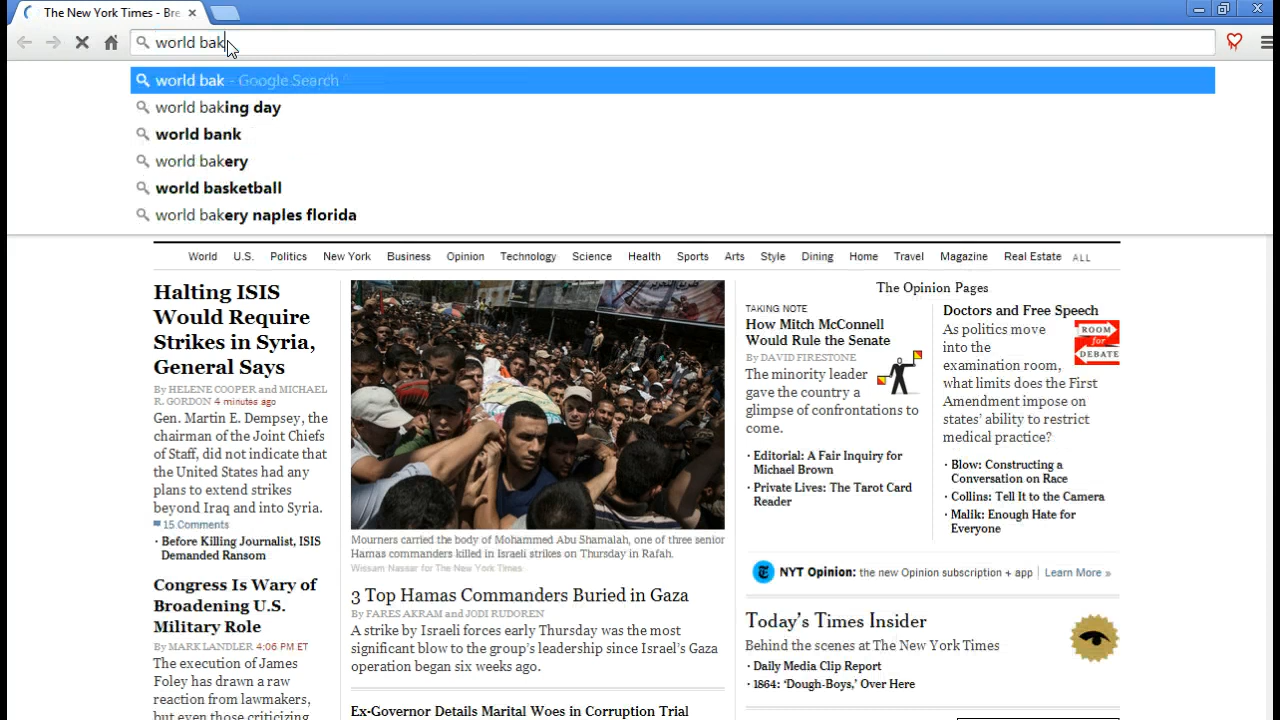 The New York Times - Bre
world bak
world bak - Google Search
world baking day
world bank
world bakery
world basketball
world bakery naples florida
World U.S. Politics New York Business Opinion Technology Science Health Sports Arts Style Dining Home Travel Magazine Real Estate ALL
Halting ISIS
Would Require
Strikes in Syria,
General Says
By HELENE COOPER and MICHAEL
R. GORDON 4 minutes ago
Gen. Martin E. Dempsey, the
chairman of the Joint Chiefs
of Staff, did not indicate that
the United States had any
plans to extend strikes
beyond Iraq and into Syria.
15 Comments
· Before Killing Journalist, ISIS
Demanded Ransom
Congress Is Wary of
Broadening U.S.
Military Role
By MARK LANDLER 4:06 PM ET
The execution of James
Foley has drawn a raw
reaction from lawmakers,
but even those criticizing
Mourners carried the body of Mohammed Abu Shamalah, one of three senior
Hamas commanders killed in Israeli strikes on Thursday in Rafah.
Wissam Nassar for The New York Times
3 Top Hamas Commanders Buried in Gaza
By FARES AKRAM and JODI RUDOREN
A strike by Israeli forces early Thursday was the most
significant blow to the group's leadership since Israel's Gaza
operation began six weeks ago.
Ex-Governor Details Marital Woes in Corruption Trial
The Opinion Pages
TAKING NOTE
How Mitch McConnell
Would Rule the Senate
By DAVID FIRESTONE
The minority leader
gave the country a
glimpse of confrontations to
come.
· Editorial: A Fair Inquiry for
Michael Brown
· Private Lives: The Tarot Card
Reader
Doctors and Free Speech
As politics move
into the
examination room,
what limits does the First
Amendment impose on
states' ability to restrict
medical practice?
ROOM
for
DEBATE
· Blow: Constructing a
Conversation on Race
· Collins: Tell It to the Camera
· Malik: Enough Hate for
Everyone
NYT Opinion: the new Opinion subscription + app | Learn More »
Today's Times Insider
Behind the scenes at The New York Times
· Daily Media Clip Report
· 1864: 'Dough-Boys,' Over Here